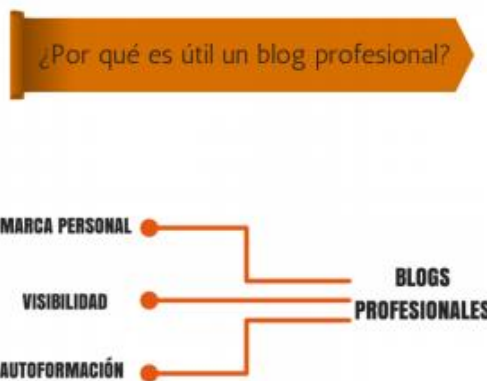 ¿Por qué es útil un blog profesional?
MARCA PERSONAL
VISIBILIDAD
AUTOFORMACIÓN
BLOGS
PROFESIONALES